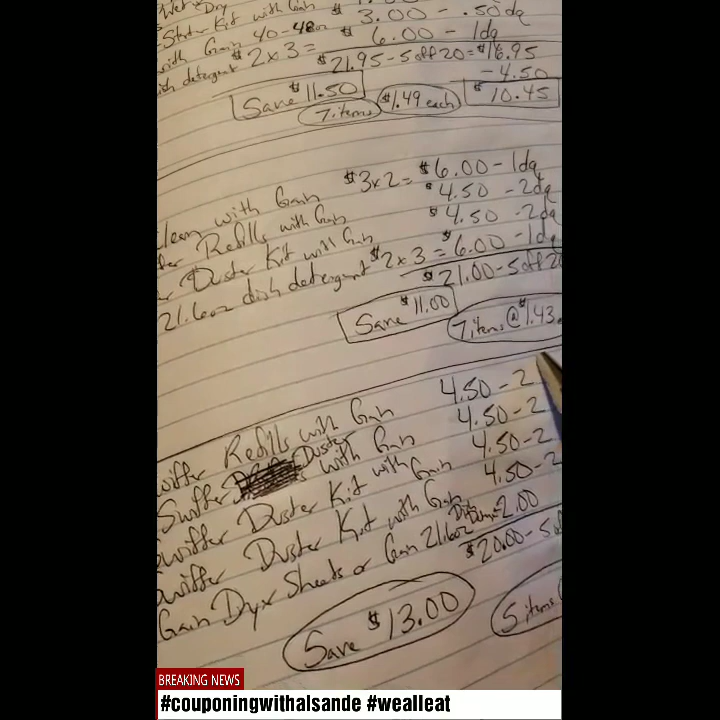 Wet & Dry
Starter Kit with Gain $3.00 - .50 dq
with Gain 40-48oz $6.00 - 1dq
detergent $2x3=
$21.95 - 5 off 20 = $16.95
- 4.50
Save $11.50 $10.45
7 items $1.49 each
Clean with Gain $3x2= $6.00 - 1dq
Refills with Gain $4.50 - 2dq
Duster Kit with Gain $4.50 - 2dq
21.6oz dish detergent $2x3= $6.00 - 1dq
$21.00 - 5 off 20
Save $11.00
7 items @ $1.43
Refills with Gain 4.50 - 2
Swiffer Duster with Gain 4.50 - 2
Duster Kit with Gain 4.50 - 2
Duster Kit with Gain 4.50 - 2
Gain Dryer Sheets or Gain 21.6oz 2.00
$20.00 - 5 off
Save $13.00
5 items
BREAKING NEWS
#couponingwithalsande #wealleat